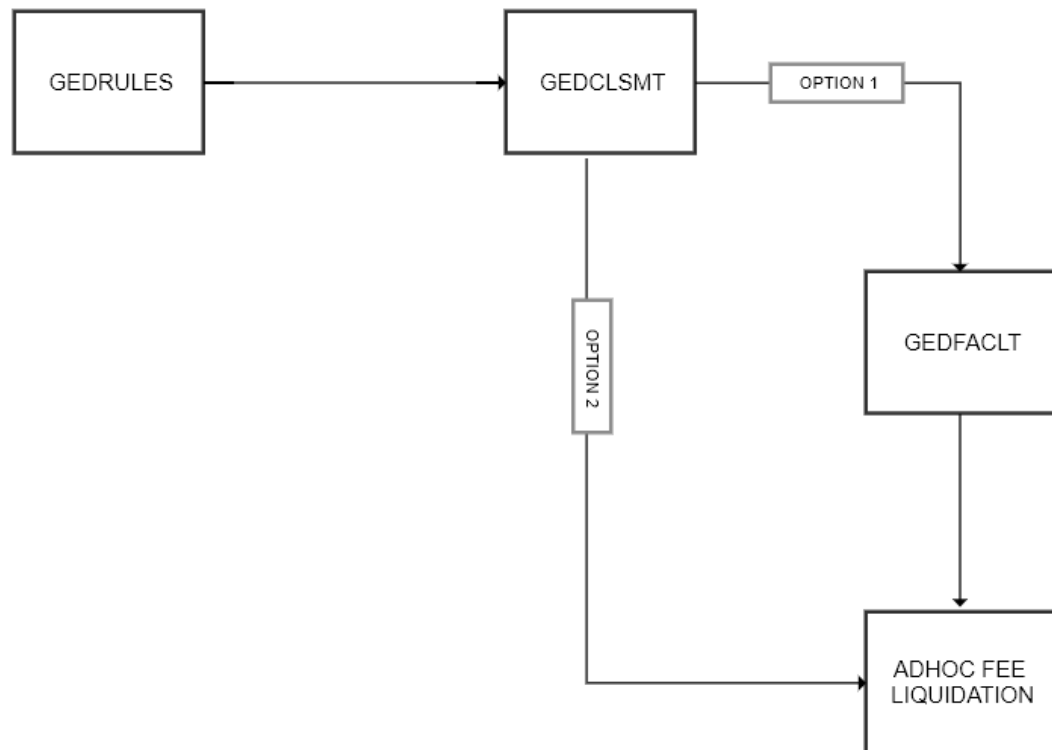 GEDRULES
GEDCLSMT
OPTION 1
OPTION 2
GEDFACLT
ADHOC FEE
LIQUIDATION